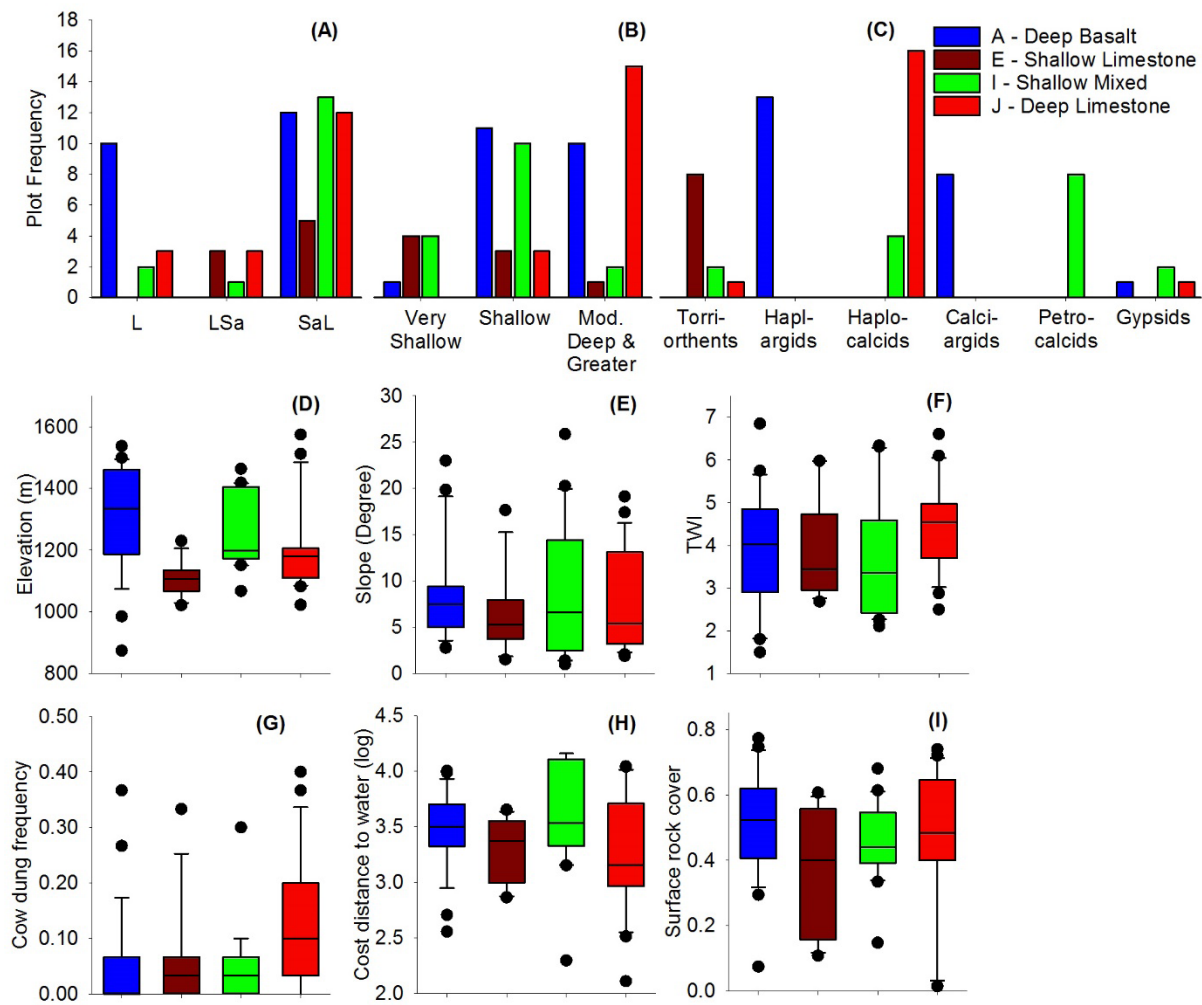 18
16
14
12
10
8
6
4
2
0
Plot Frequency
(A)
(B)
(C)
A - Deep Basalt
E - Shallow Limestone
I - Shallow Mixed
J - Deep Limestone
L
LSa
SaL
Very
Shallow
Shallow
Mod.
Deep &
Greater
Torri-
orthents
Hapl-
argids
Haplo-
calcids
Calci-
argids
Petro-
calcids
Gypsids
(D)
1600
1400
1200
1000
800
Elevation (m)
(E)
30
25
20
15
10
5
0
Slope (Degree)
(F)
7
6
5
4
3
2
1
TWI
(G)
0.50
0.40
0.30
0.20
0.10
0.00
Cow dung frequency
(H)
4.5
4.0
3.5
3.0
2.5
2.0
Cost distance to water (log)
(I)
0.8
0.6
0.4
0.2
0.0
Surface rock cover